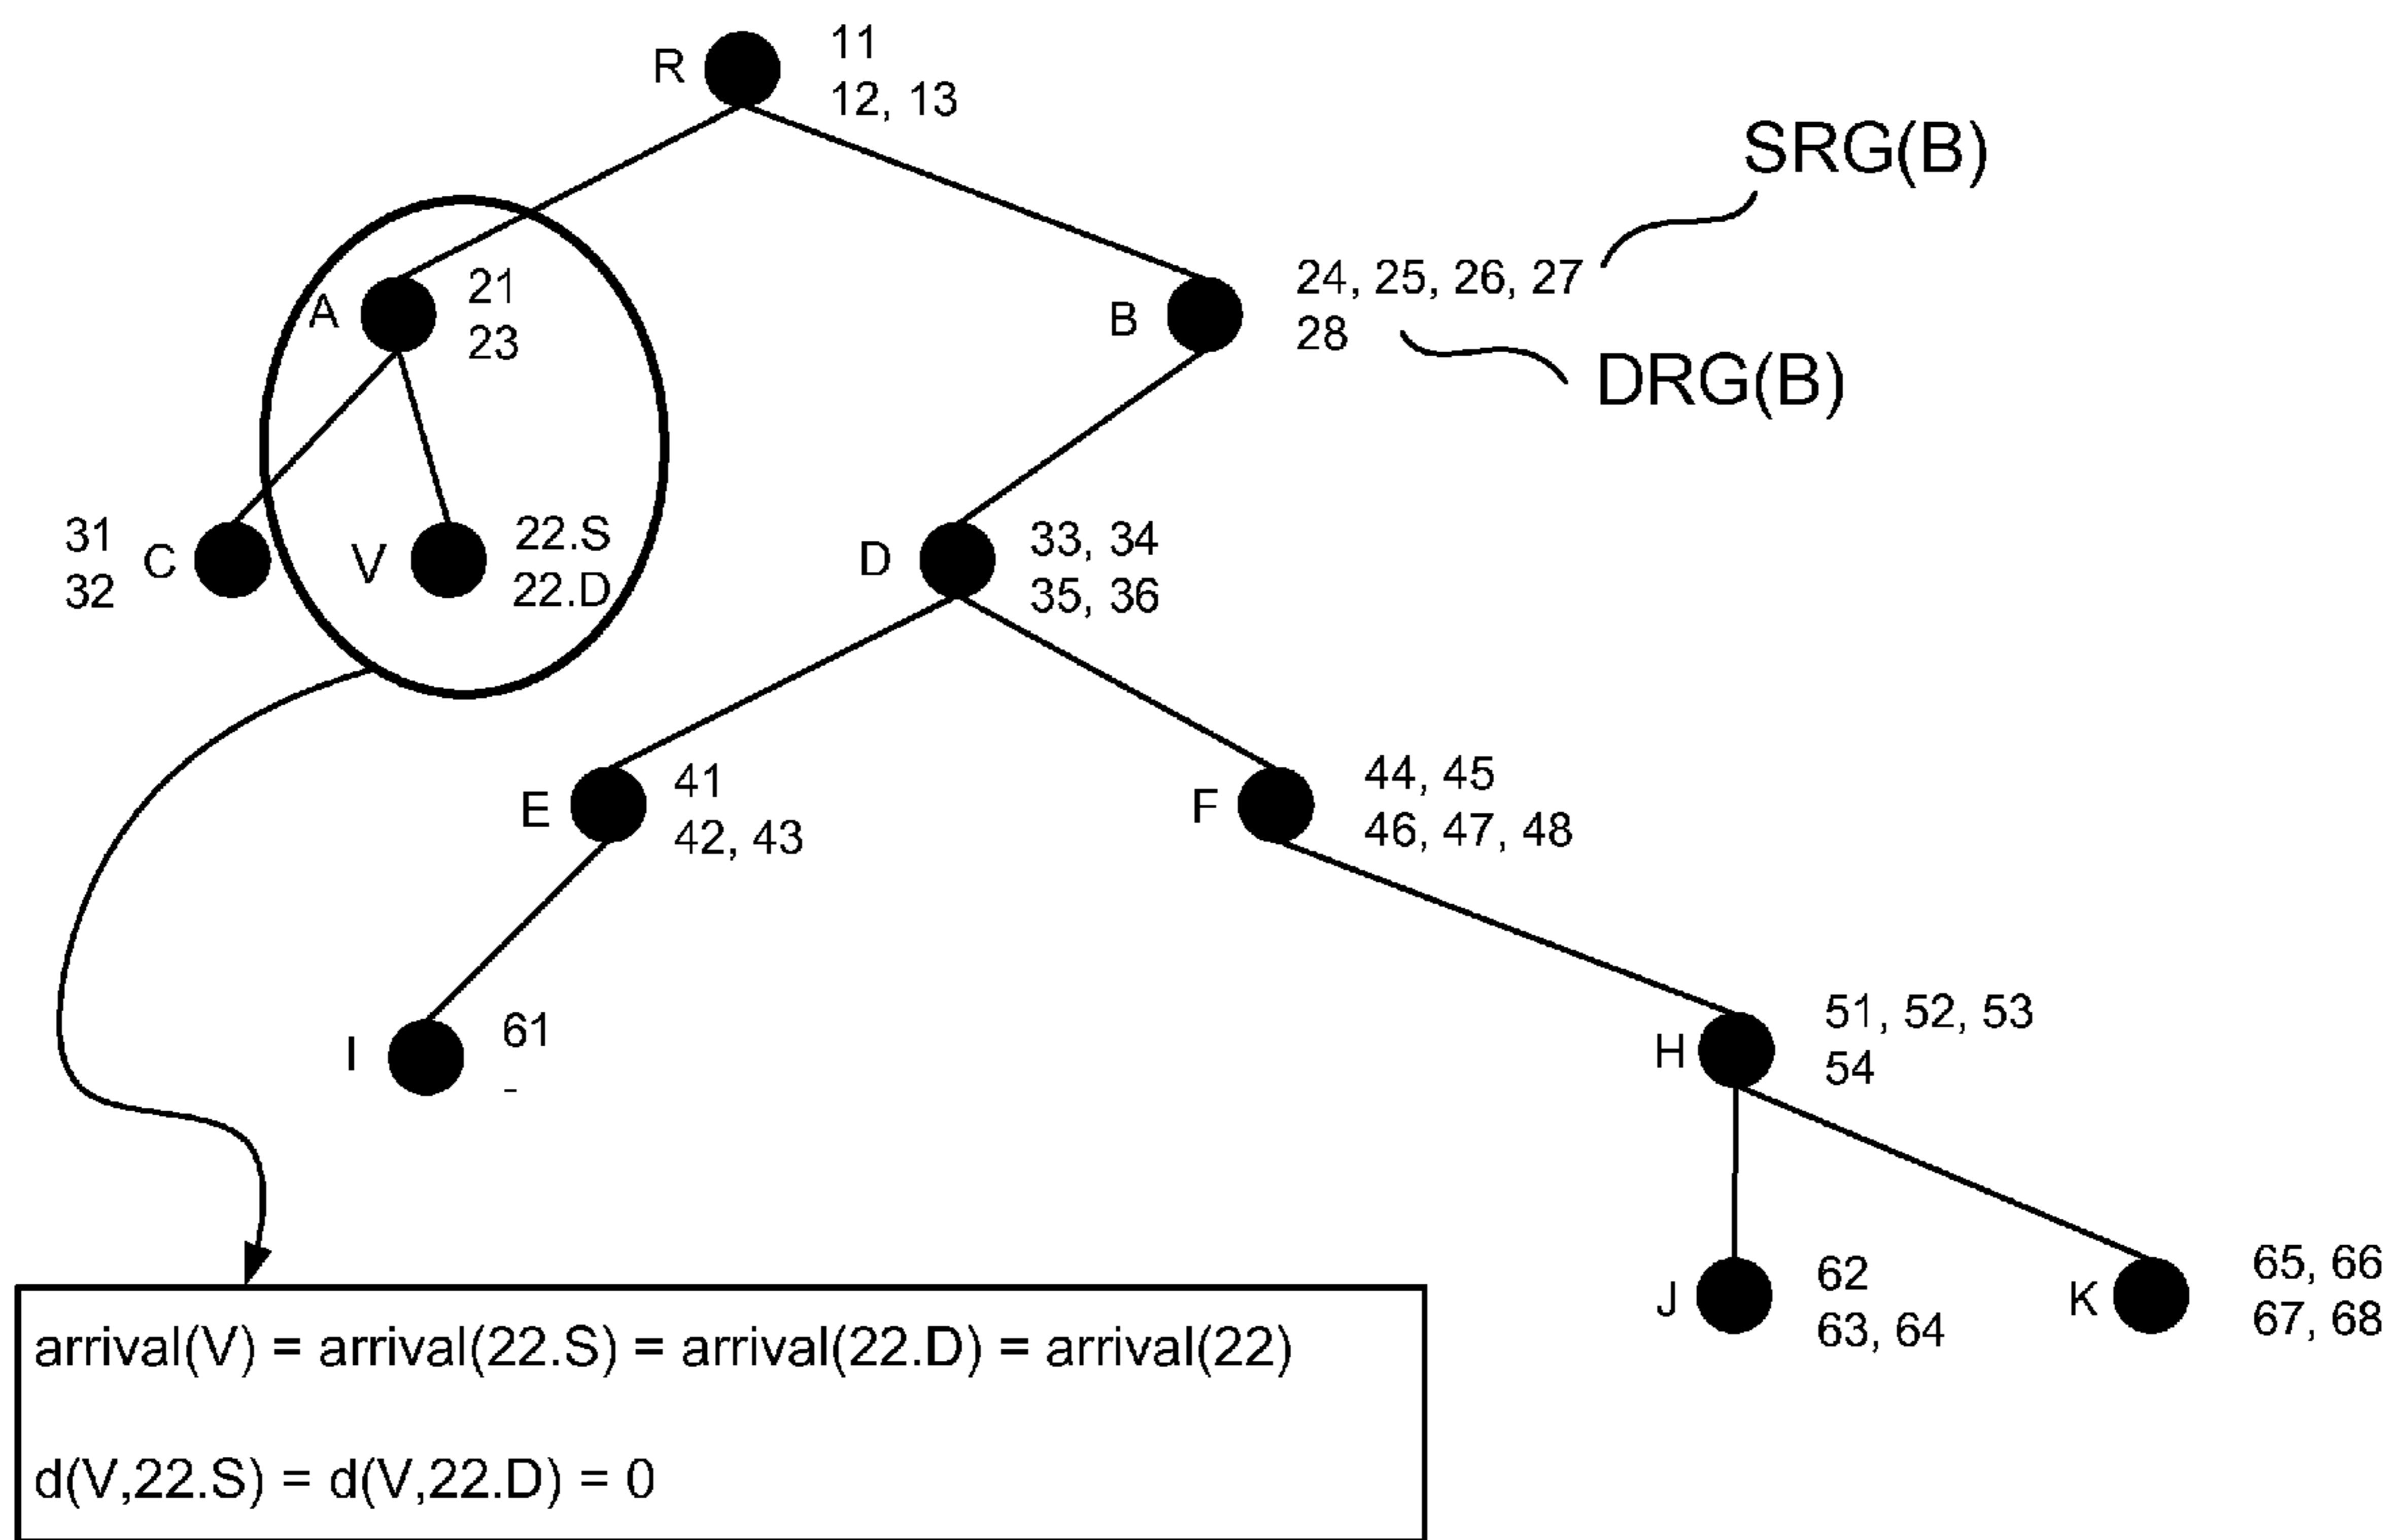 R
11
12, 13
SRG(B)
A
21
23
B
24, 25, 26, 27
28
DRG(B)
31
32
C
V
22.S
22.D
D
33, 34
35, 36
E
41
42, 43
F
44, 45
46, 47, 48
I
61
-
H
51, 52, 53
54
J
62
63, 64
K
65, 66
67, 68
arrival(V) = arrival(22.S) = arrival(22.D) = arrival(22)
d(V,22.S) = d(V,22.D) = 0